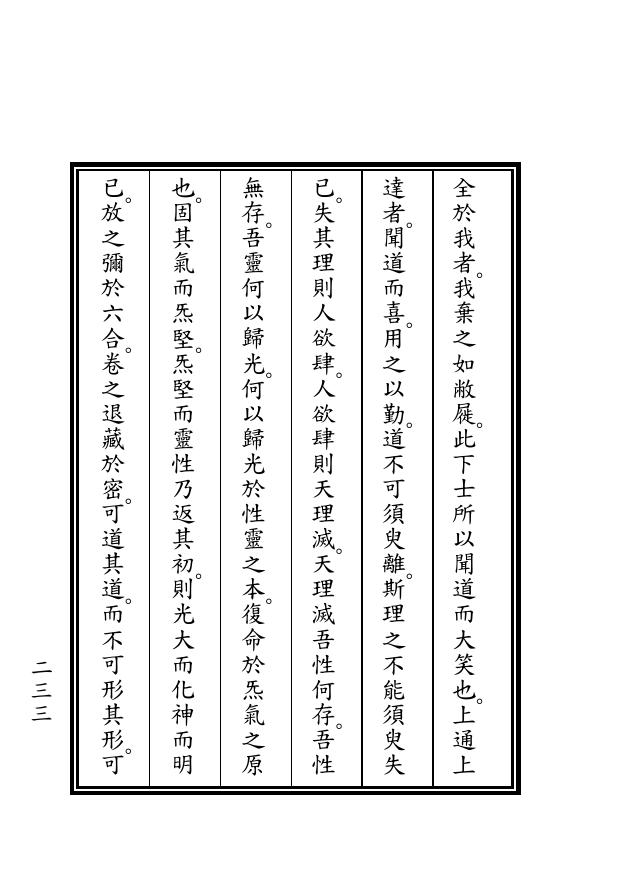 全於我者。我棄之如敝屣。此下士所以聞道而大笑也。上通上
達者。聞道而喜。用之以勤。道不可須臾離。斯理之不能須臾失
已。失其理則人欲肆。人欲肆則天理滅。天理滅吾性何存。吾性
無存。吾靈何以歸光。何以歸光於性靈之本。復命於炁氣之原
也。固其氣而炁堅。炁堅而靈性乃返其初。則光大而化神而明
已。放之彌於六合。卷之退藏於密。可道其道。而不可形其形。可
二三三